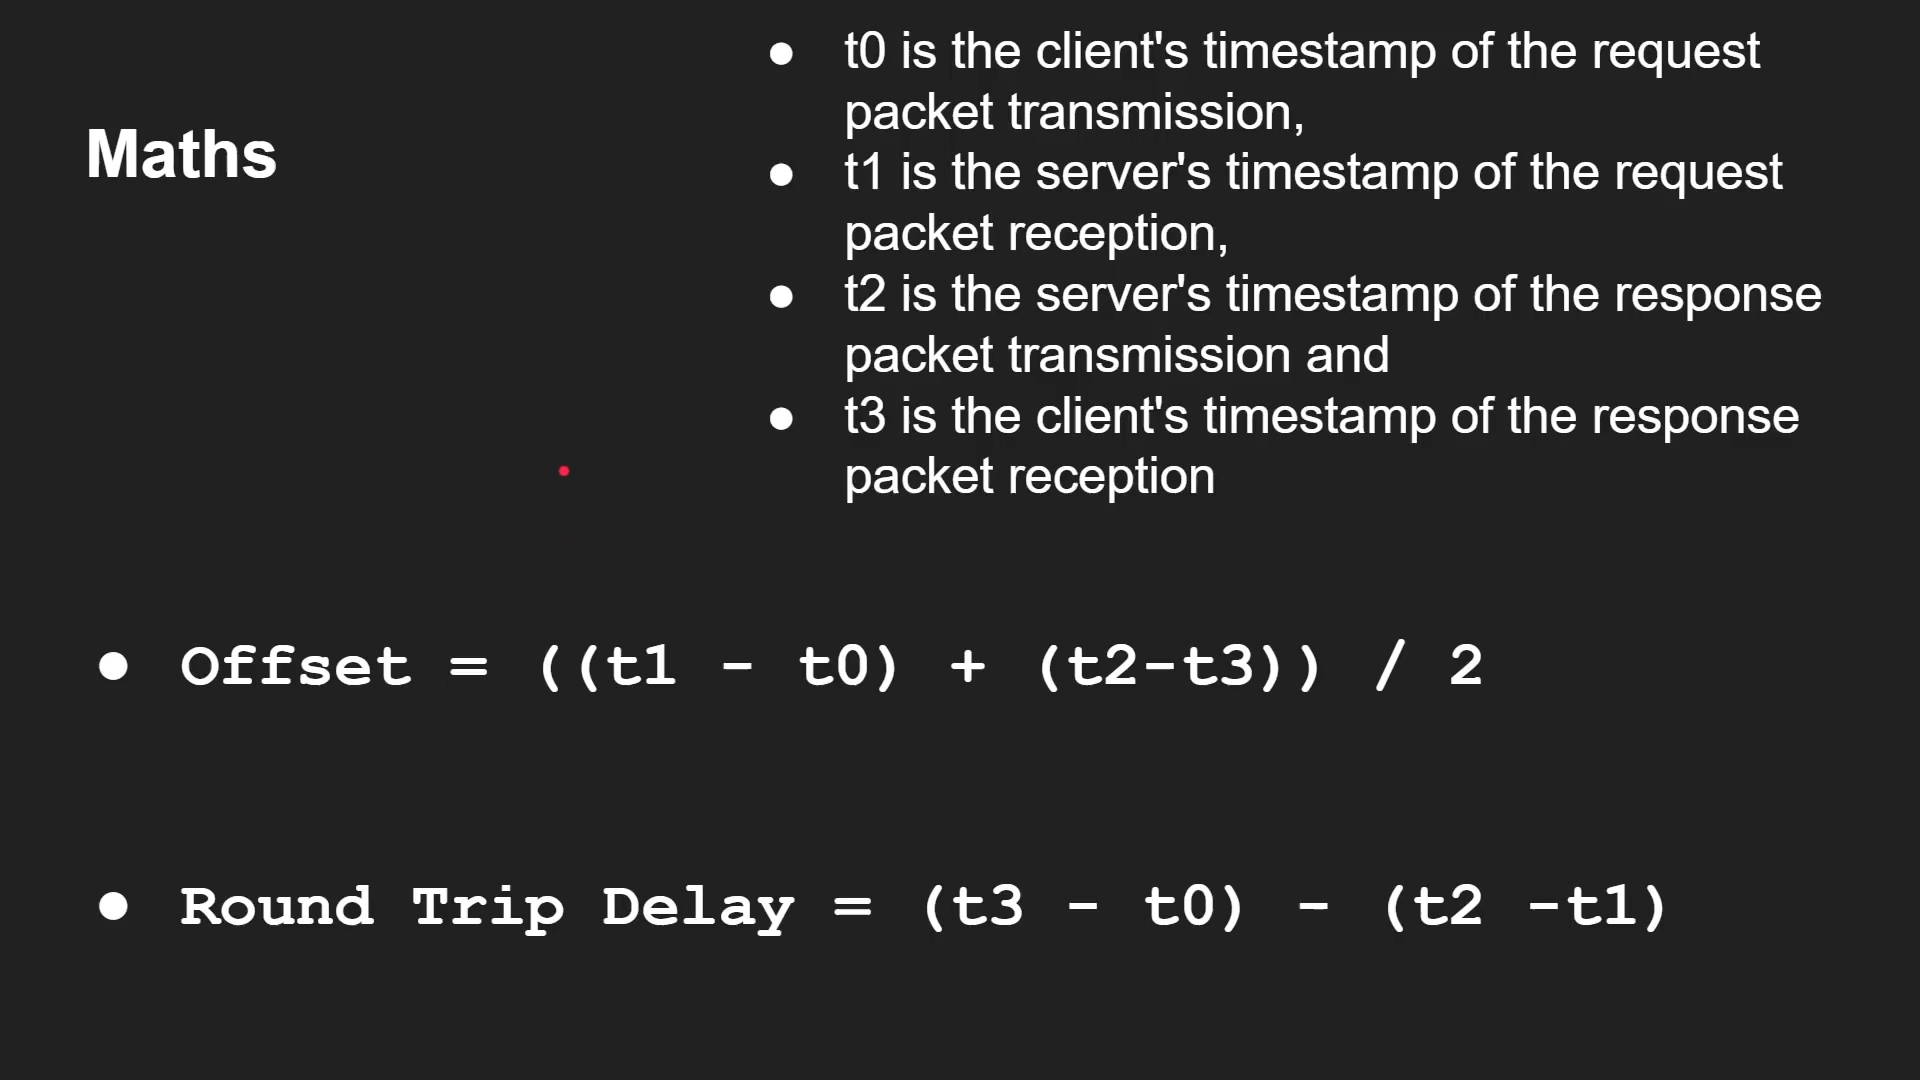 Maths
● t0 is the client's timestamp of the request
packet transmission,
● t1 is the server's timestamp of the request
packet reception,
● t2 is the server's timestamp of the response
packet transmission and
● t3 is the client's timestamp of the response
packet reception
● Offset = ((t1 - t0) + (t2-t3)) / 2
● Round Trip Delay = (t3 - t0) - (t2 -t1)